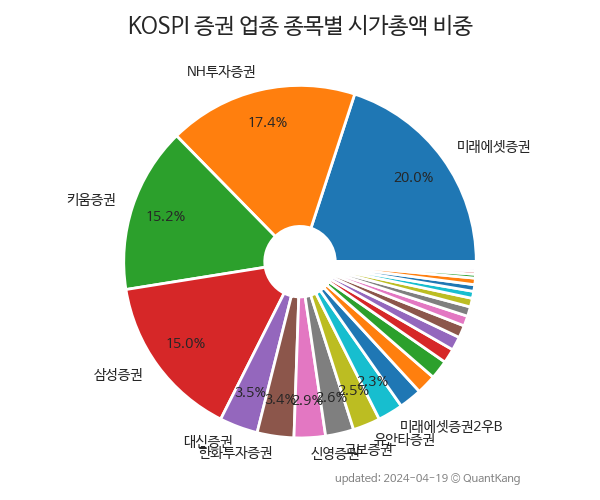 KOSPI 증권 업종 종목별 시가총액 비중
NH투자증권
17.4%
미래에셋증권
20.0%
키움증권
15.2%
15.0%
삼성증권
3.5%
3.4%
2.9%
2.6%
2.5%
2.3%
미래에셋증권2우B
유안타증권
대신증권
교보증권
한화투자증권
신영증권
updated: 2024-04-19 © QuantKang